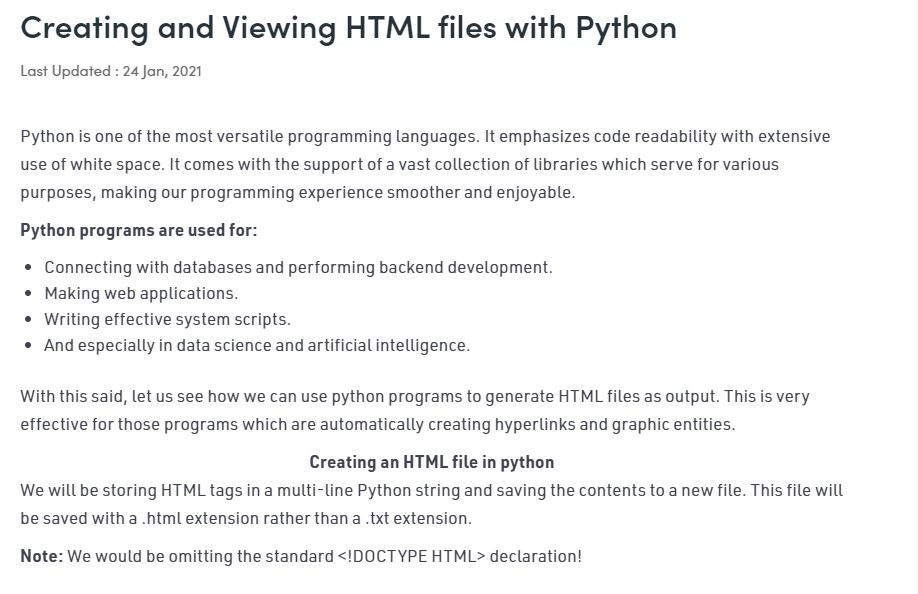 Creating and Viewing HTML files with Python
Last Updated : 24 Jan, 2021
Python is one of the most versatile programming languages. It emphasizes code readability with extensive
use of white space. It comes with the support of a vast collection of libraries which serve for various
purposes, making our programming experience smoother and enjoyable.
Python programs are used for:
• Connecting with databases and performing backend development.
• Making web applications.
• Writing effective system scripts.
• And especially in data science and artificial intelligence.
With this said, let us see how we can use python programs to generate HTML files as output. This is very
effective for those programs which are automatically creating hyperlinks and graphic entities.
Creating an HTML file in python
We will be storing HTML tags in a multi-line Python string and saving the contents to a new file. This file will
be saved with a .html extension rather than a .txt extension.
Note: We would be omitting the standard <!DOCTYPE HTML> declaration!